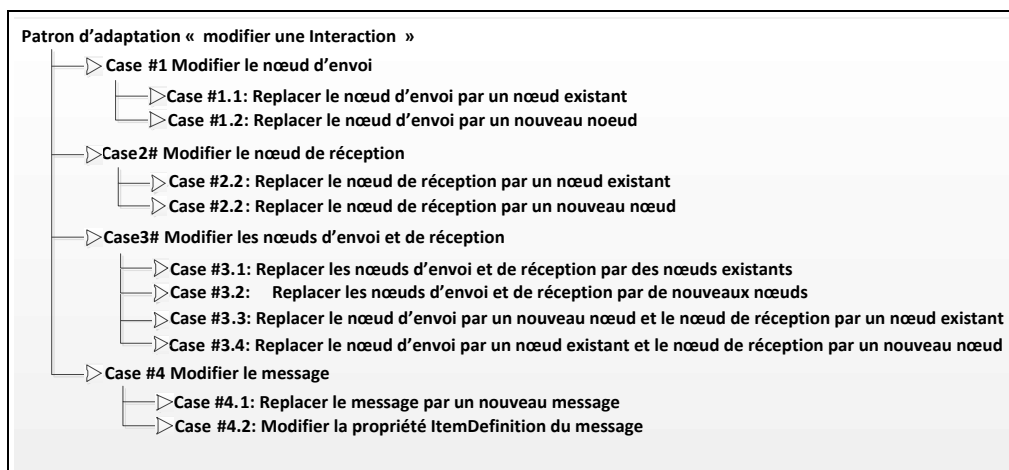 Patron d'adaptation « modifier une Interaction »
Case #1 Modifier le nœud d'envoi
Case #1.1: Replacer le nœud d'envoi par un nœud existant
Case #1.2: Replacer le nœud d'envoi par un nouveau noeud
Case2# Modifier le nœud de réception
Case #2.2: Replacer le nœud de réception par un nœud existant
Case #2.2: Replacer le nœud de réception par un nouveau nœud
Case3# Modifier les nœuds d'envoi et de réception
Case #3.1: Replacer les nœuds d'envoi et de réception par des nœuds existants
Case #3.2: Replacer les nœuds d'envoi et de réception par de nouveaux nœuds
Case #3.3: Replacer le nœud d'envoi par un nouveau nœud et le nœud de réception par un nœud existant
Case #3.4: Replacer le nœud d'envoi par un nœud existant et le nœud de réception par un nouveau nœud
Case #4 Modifier le message
Case #4.1: Replacer le message par un nouveau message
Case #4.2: Modifier la propriété ItemDefinition du message